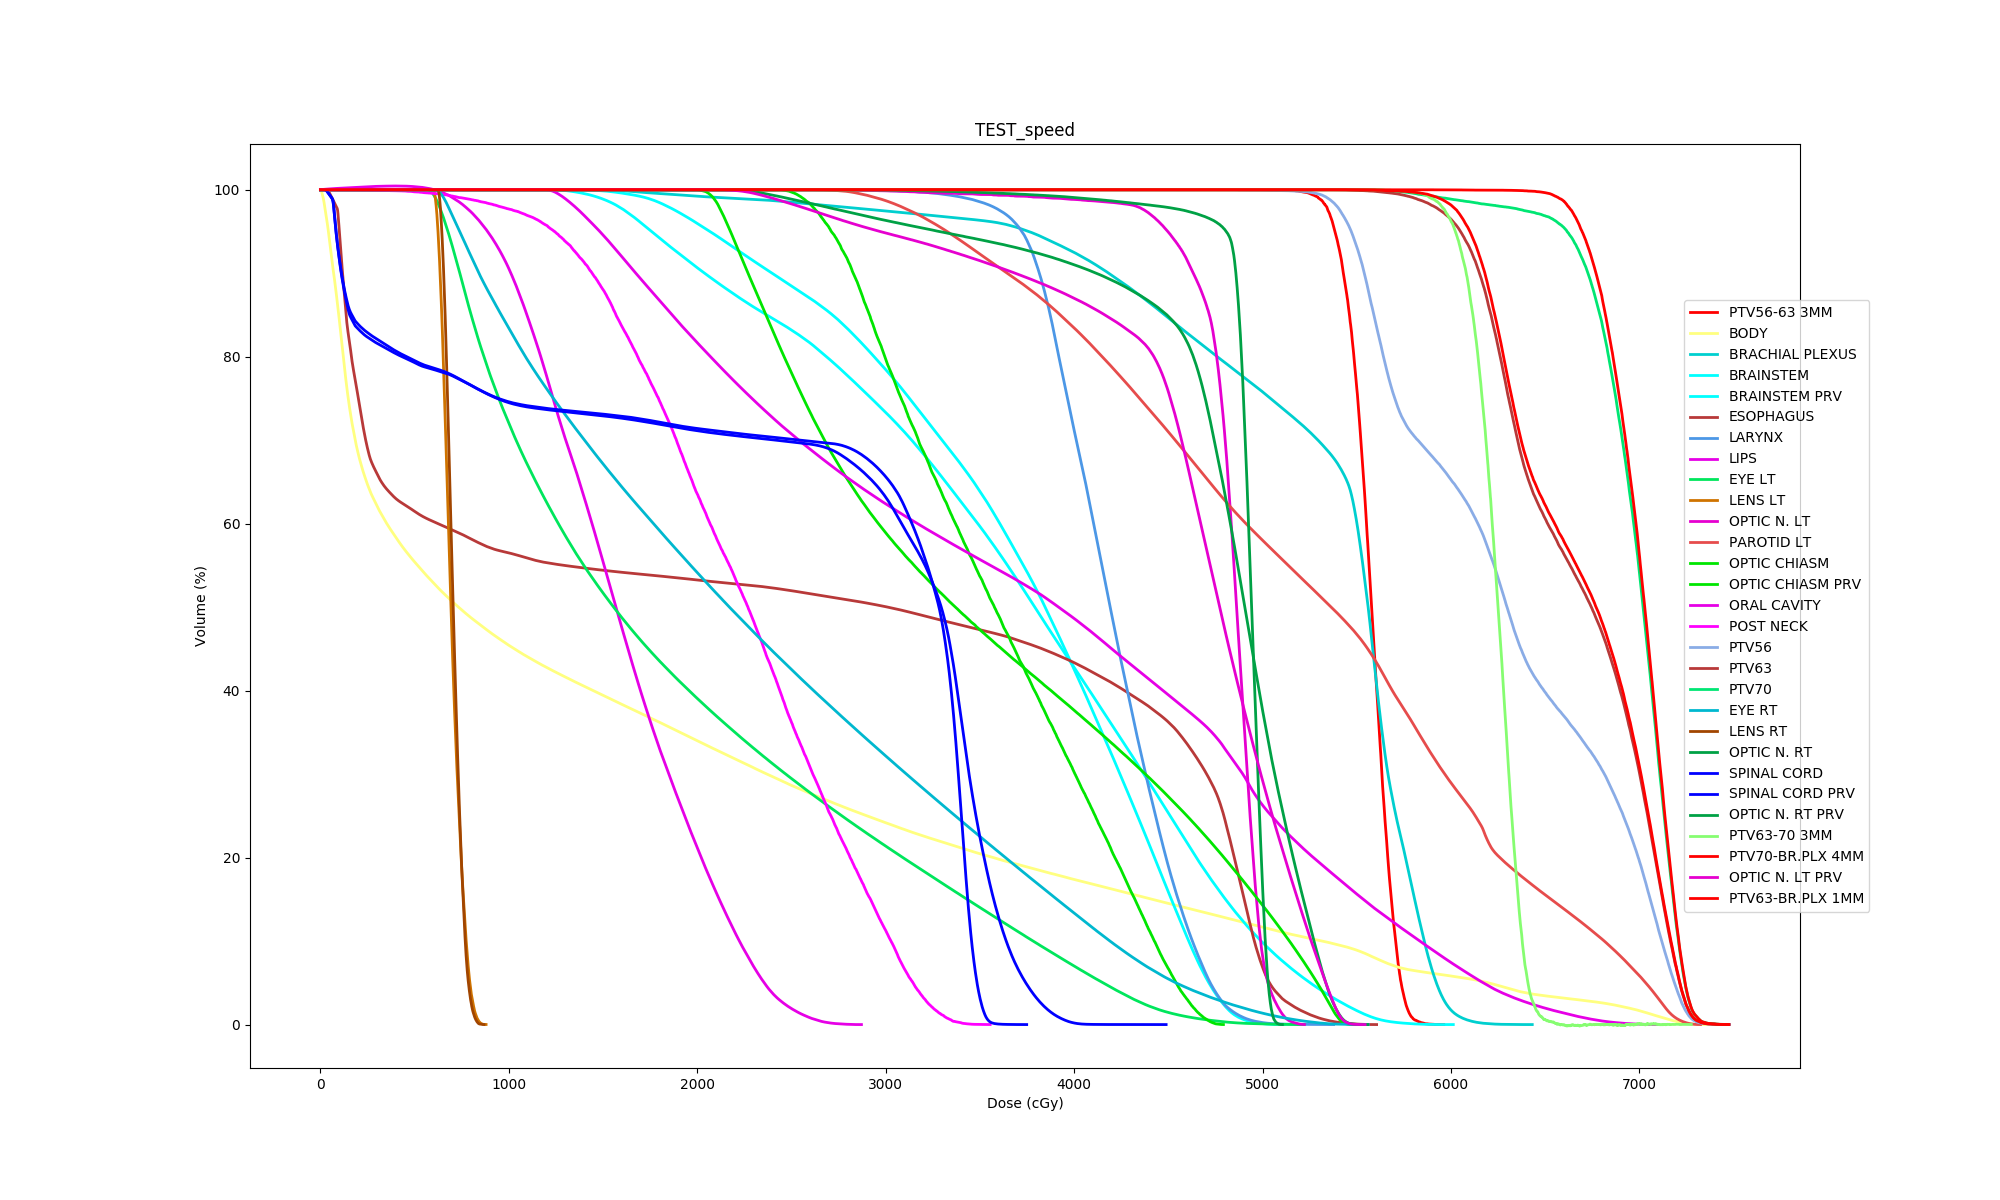 TEST_speed
100
80
60
40
20
0
Volume (%)
0 1000 2000 3000 4000 5000 6000 7000
Dose (cGy)
PTV56-63 3MM
BODY
BRACHIAL PLEXUS
BRAINSTEM
BRAINSTEM PRV
ESOPHAGUS
LARYNX
LIPS
EYE LT
LENS LT
OPTIC N. LT
PAROTID LT
OPTIC CHIASM
OPTIC CHIASM PRV
ORAL CAVITY
POST NECK
PTV56
PTV63
PTV70
EYE RT
LENS RT
OPTIC N. RT
SPINAL CORD
SPINAL CORD PRV
OPTIC N. RT PRV
PTV63-70 3MM
PTV70-BR.PLX 4MM
OPTIC N. LT PRV
PTV63-BR.PLX 1MM